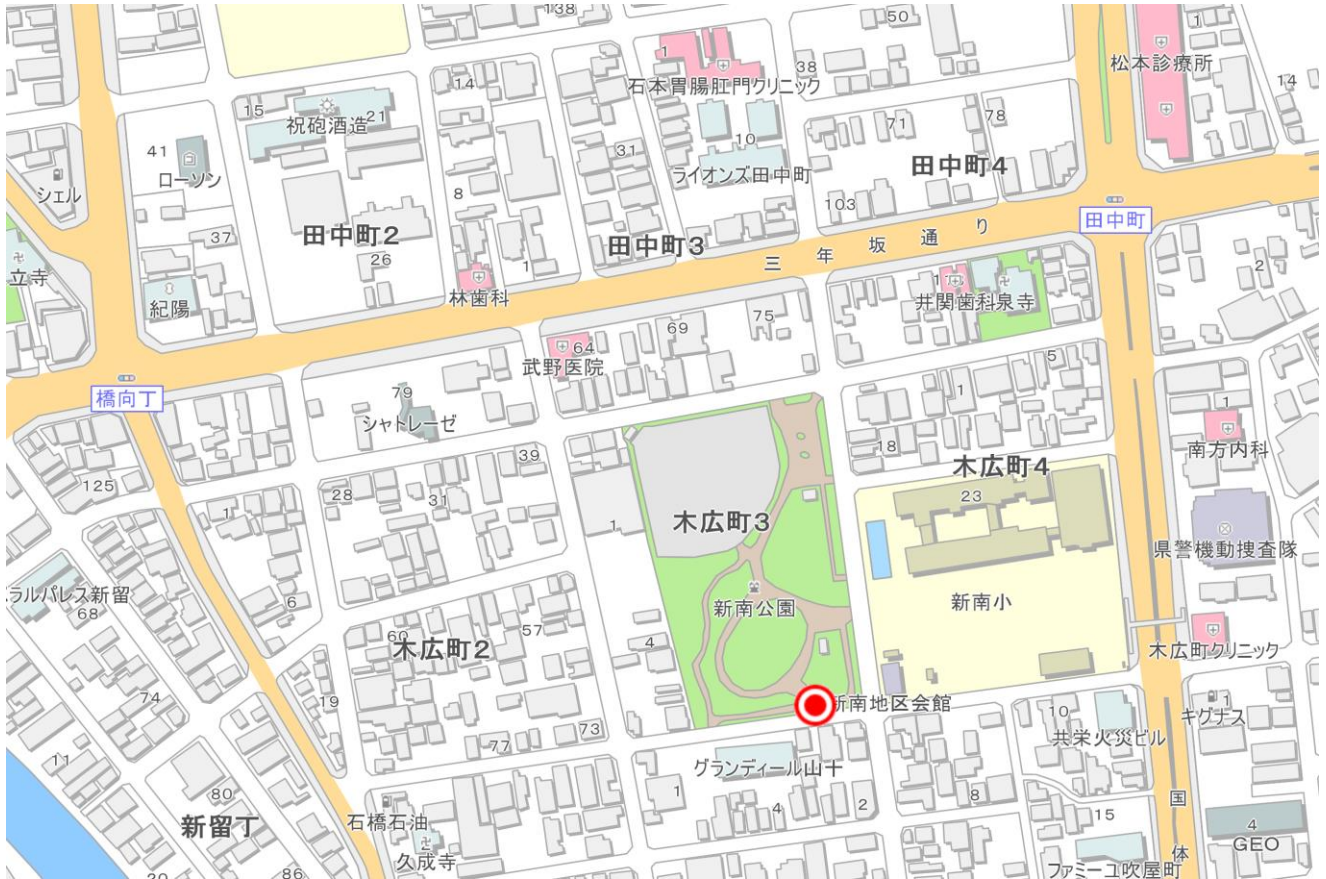 138
50
1
1
松本診療所
14
石本胃腸肛門クリニック
38
14
15
祝砲酒造
21
71
78
41
ローソン
31
10
田中町4
シェル
8
ライオンズ田中町
103
田中町
37
田中町2
田中町3
三年坂通り
立寺
26
1
2
紀陽
林歯科
井関歯科
泉寺
75
69
64
武野医院
5
橋向丁
79
シャトレーゼ
1
1
18
南方内科
39
木広町4
125
28
31
23
1
1
木広町3
県警機動捜査隊
6
ラルパレス新留
68
新南公園
新南小
60
57
4
木広町2
木広町クリニック
74
19
新南地区会館
1
10
キグナス
73
77
共栄火災ビル
11
グランディール山十
80
1
4
2
8
国体
15
新留丁
石橋石油
2
久成寺
4
GEO
20
86
ファミーユ吹屋町